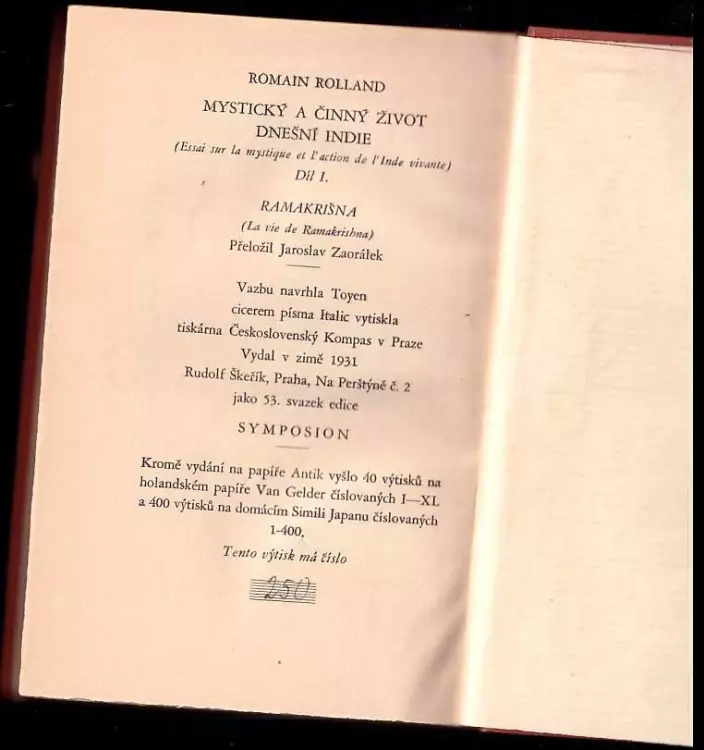 ROMAIN ROLLAND
MYSTICKÝ A ČINNÝ ŽIVOT
DNEŠNÍ INDIE
(Essai sur la mystique et l'action de l'Inde vivante)
Díl I.
RAMAKRIŠNA
(La vie de Ramakrishna)
Přeložil Jaroslav Zaorálek
Vazbu navrhla Toyen
cicerem písma Italic vytiskla
tiskárna Československý Kompas v Praze
Vydal v zimě 1931
Rudolf Škeřík, Praha, Na Perštýně č. 2
jako 53. svazek edice
SYMPOSION
Kromě vydání na papíře Antik vyšlo 40 výtisků na
holandském papíře Van Gelder číslovaných I—XL
a 400 výtisků na domácím Simili Japanu číslovaných
1-400.
Tento výtisk má číslo
250